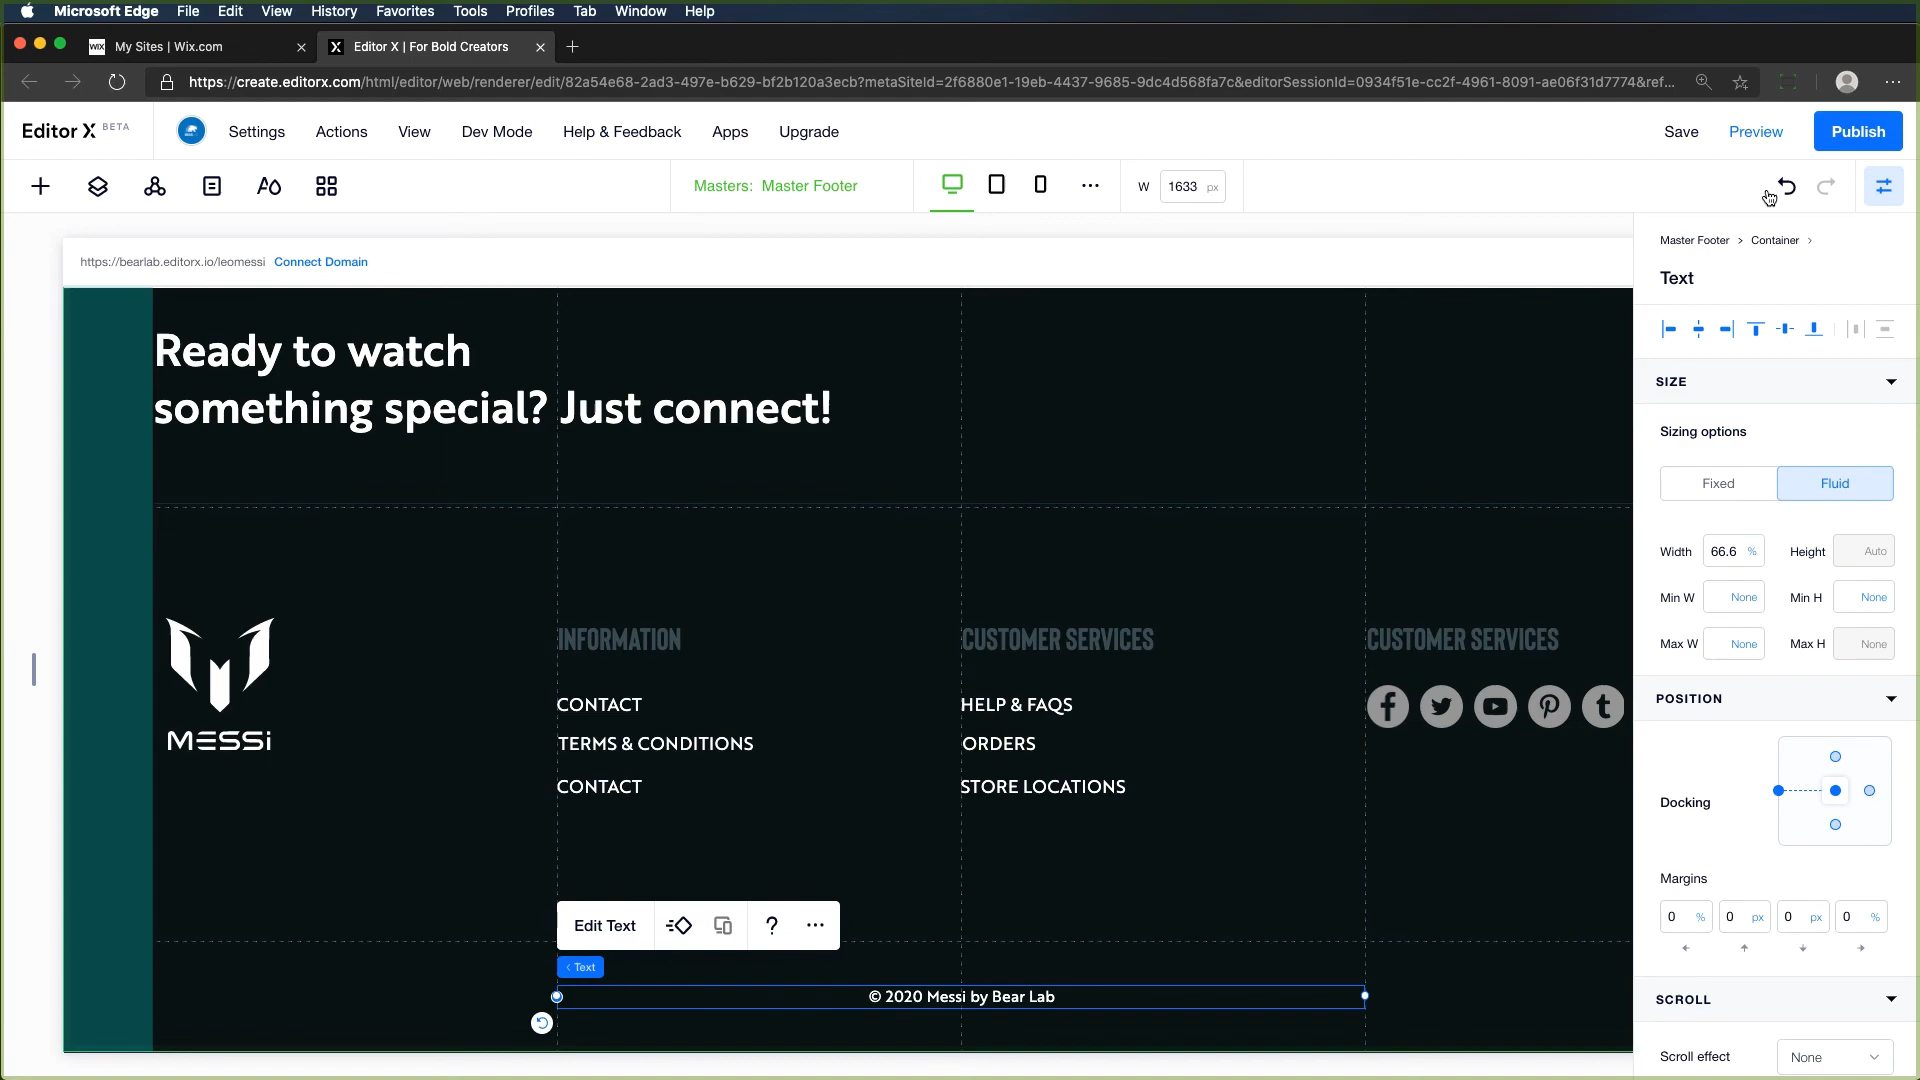 Microsoft Edge File Edit View History Favorites Tools Profiles Tab Window Help
WIX My Sites | Wix.com X Editor X | For Bold Creators
https://create.editorx.com/html/editor/web/renderer/edit/82a54e68-2ad3-497e-b629-bf2b120a3ecb?metaSiteId=2f6880e1-19eb-4437-9685-9dc4d568fa7c&editorSessionId=0934f51e-cc2f-4961-8091-ae06f31d7774&ref...
Editor X BETA Settings Actions View Dev Mode Help & Feedback Apps Upgrade Save Preview Publish
Masters: Master Footer W 1633 px
https://bearlab.editorx.io/leomessi Connect Domain
Ready to watch
something special? Just connect!
MESSi
INFORMATION
CONTACT
TERMS & CONDITIONS
CONTACT
CUSTOMER SERVICES
HELP & FAQS
ORDERS
STORE LOCATIONS
CUSTOMER SERVICES
Edit Text ?
< Text
© 2020 Messi by Bear Lab
Master Footer > Container >
Text
SIZE
Sizing options
Fixed Fluid
Width 66.6 % Height Auto
Min W None Min H None
Max W None Max H None
POSITION
Docking
Margins
0 % 0 px 0 px 0 %
SCROLL
Scroll effect None